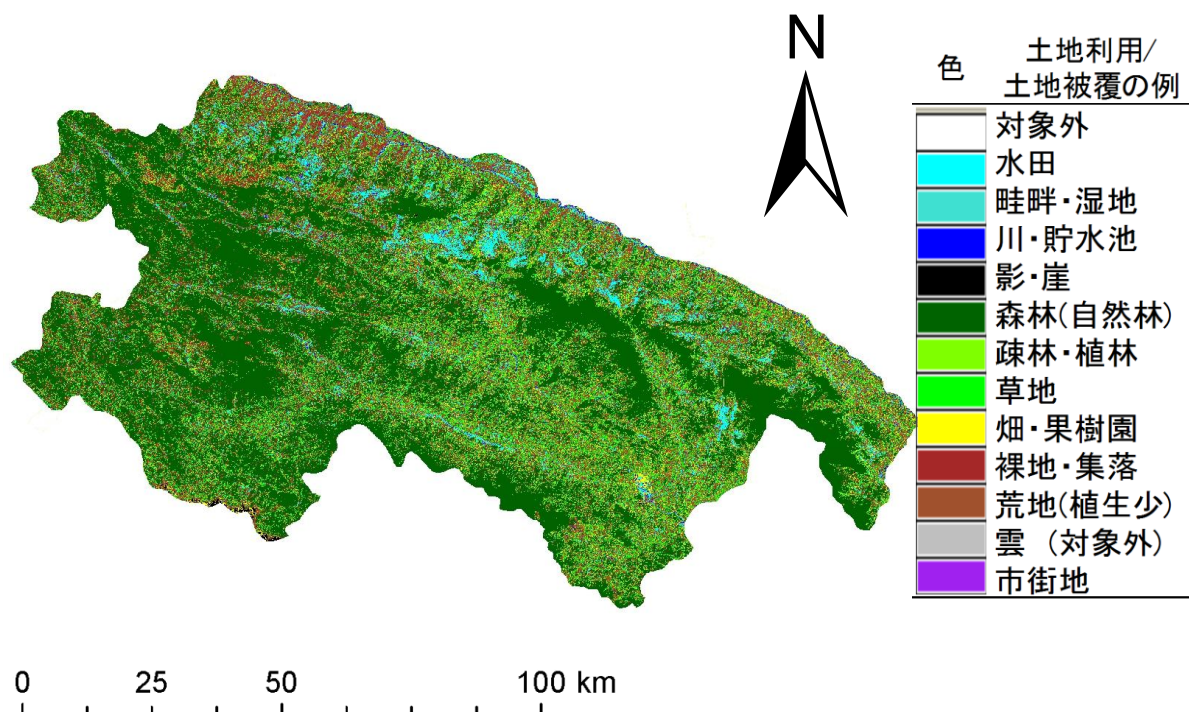 N
色
土地利用/
土地被覆の例
対象外
水田
畦畔・湿地
川・貯水池
影・崖
森林(自然林)
疎林・植林
草地
畑・果樹園
裸地・集落
荒地(植生少)
雲 (対象外)
市街地
0 25 50 100 km